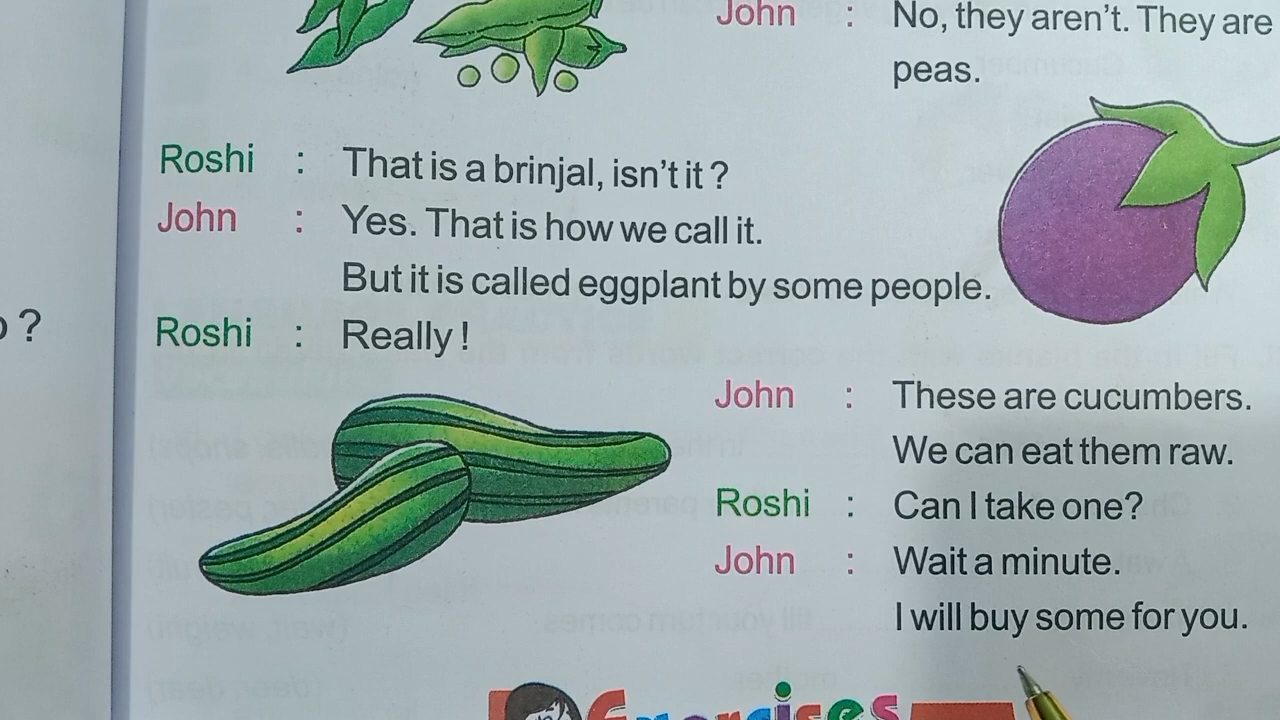 John : No, they aren't. They are
peas.
Roshi : That is a brinjal, isn't it ?
John : Yes. That is how we call it.
But it is called eggplant by some people.
? 
Roshi : Really !
John : These are cucumbers.
We can eat them raw.
Roshi : Can I take one?
John : Wait a minute.
I will buy some for you.
Exercises